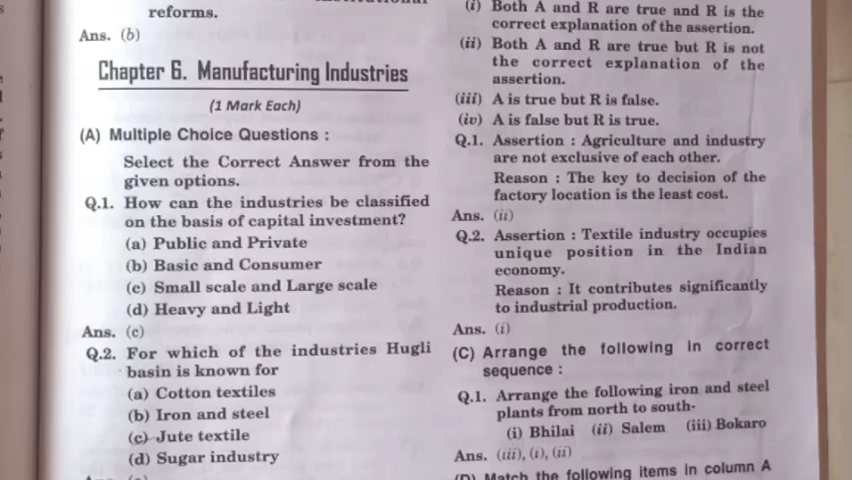 reforms.
Ans. (b)
Chapter 6. Manufacturing Industries
(1 Mark Each)
(A) Multiple Choice Questions :
Select the Correct Answer from the
given options.
Q.1. How can the industries be classified
on the basis of capital investment?
(a) Public and Private
(b) Basic and Consumer
(c) Small scale and Large scale
(d) Heavy and Light
Ans. (c)
Q.2. For which of the industries Hugli
basin is known for
(a) Cotton textiles
(b) Iron and steel
(c) Jute textile
(d) Sugar industry
(i) Both A and R are true and R is the
correct explanation of the assertion.
(ii) Both A and R are true but R is not
the correct explanation of the
assertion.
(iii) A is true but R is false.
(iv) A is false but R is true.
Q.1. Assertion : Agriculture and industry
are not exclusive of each other.
Reason : The key to decision of the
factory location is the least cost.
Ans. (ii)
Q.2. Assertion : Textile industry occupies
unique position in the Indian
economy.
Reason : It contributes significantly
to industrial production.
Ans. (i)
(C) Arrange the following in correct
sequence :
Q.1. Arrange the following iron and steel
plants from north to south-
(i) Bhilai (ii) Salem (iii) Bokaro
Ans. (iii), (i), (ii)
(D) Match the following items in column A